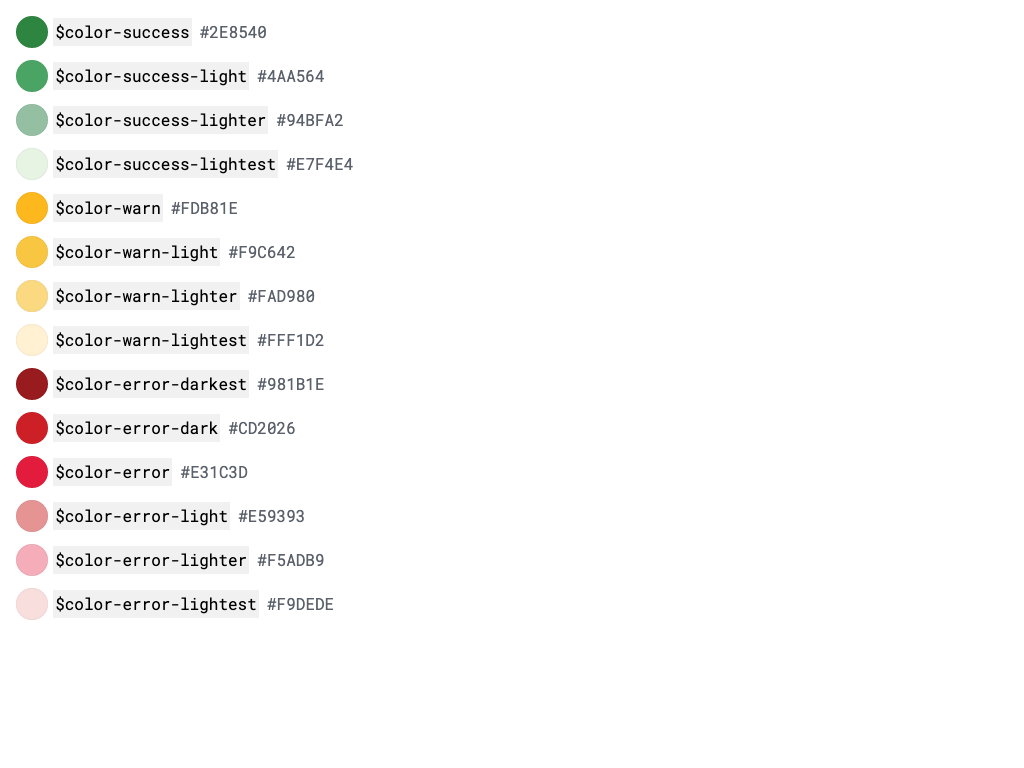 $color-success #2E8540
$color-success-light #4AA564
$color-success-lighter #94BFA2
$color-success-lightest #E7F4E4
$color-warn #FDB81E
$color-warn-light #F9C642
$color-warn-lighter #FAD980
$color-warn-lightest #FFF1D2
$color-error-darkest #981B1E
$color-error-dark #CD2026
$color-error #E31C3D
$color-error-light #E59393
$color-error-lighter #F5ADB9
$color-error-lightest #F9DEDE